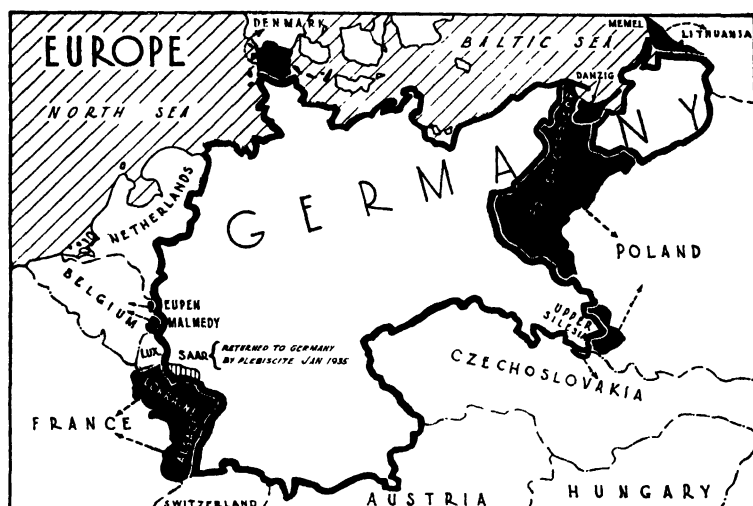 EUROPE
DENMARK
BALTIC SEA
MEMEL
LITHUANIA
DANZIG
NORTH SEA
NETHERLANDS
GERMANY
POLAND
BELGIUM
EUPEN
MALMEDY
UPPER
SILESIA
LUX.
SAAR
RETURNED TO GERMANY
BY PLEBISCITE JAN 1935
CZECHOSLOVAKIA
FRANCE
SWITZERLAND
AUSTRIA
HUNGARY